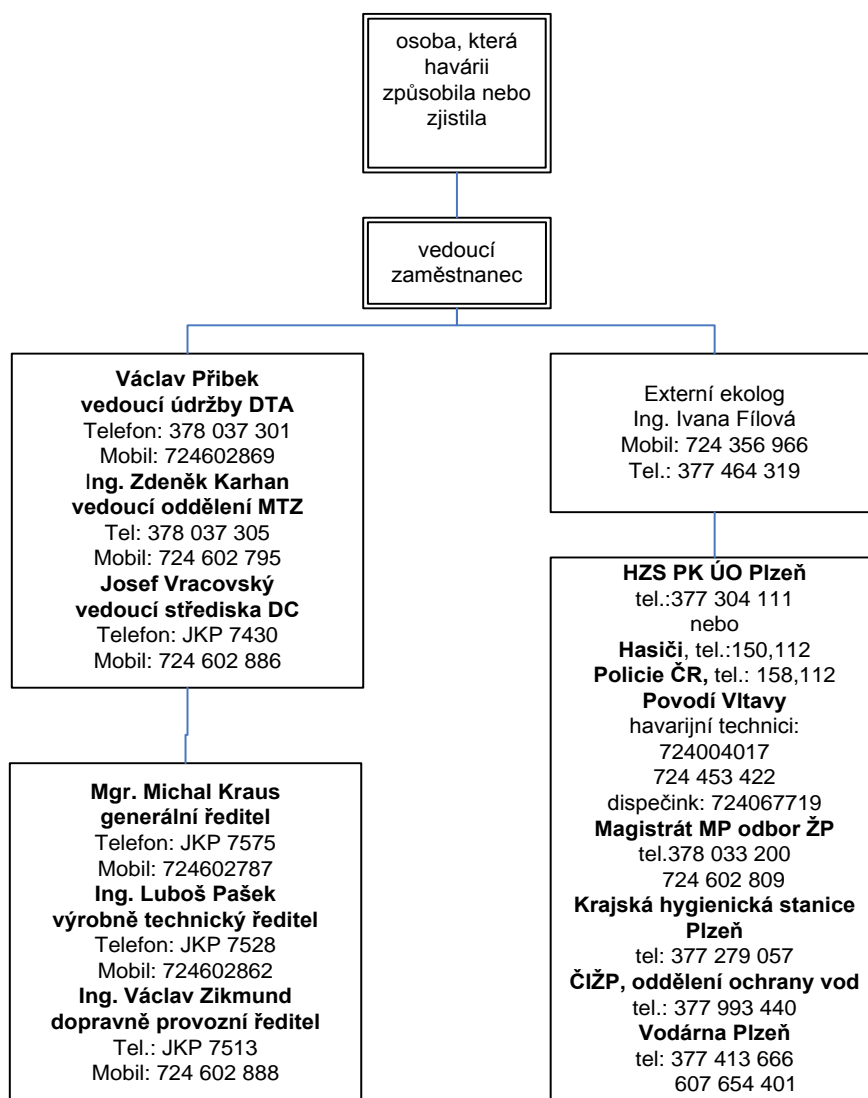 osoba, která
havárii
způsobila nebo
zjistila
vedoucí
zaměstnanec
Václav Přibek
vedoucí údržby DTA
Telefon: 378 037 301
Mobil: 724602869
Ing. Zdeněk Karhan
vedoucí oddělení MTZ
Tel: 378 037 305
Mobil: 724 602 795
Josef Vracovský
vedoucí střediska DC
Telefon: JKP 7430
Mobil: 724 602 886
Mgr. Michal Kraus
generální ředitel
Telefon: JKP 7575
Mobil: 724602787
Ing. Luboš Pašek
výrobně technický ředitel
Telefon: JKP 7528
Mobil: 724602862
Ing. Václav Zikmund
dopravně provozní ředitel
Tel.: JKP 7513
Mobil: 724 602 888
Externí ekolog
Ing. Ivana Fílová
Mobil: 724 356 966
Tel.: 377 464 319
HZS PK ÚO Plzeň
tel.:377 304 111
nebo
Hasiči, tel.:150,112
Policie ČR, tel.: 158,112
Povodí Vltavy
havarijní technici:
724004017
724 453 422
dispečink: 724067719
Magistrát MP odbor ŽP
tel.378 033 200
724 602 809
Krajská hygienická stanice
Plzeň
tel: 377 279 057
ČIŽP, oddělení ochrany vod
tel.: 377 993 440
Vodárna Plzeň
tel: 377 413 666
607 654 401